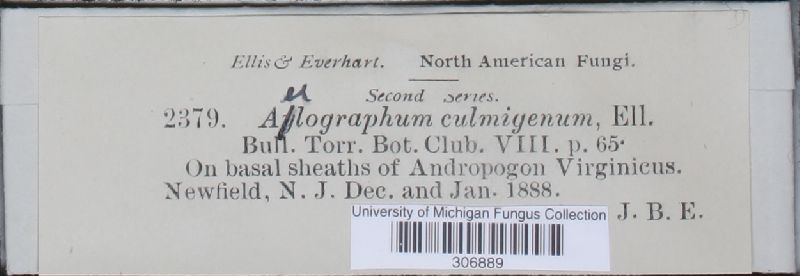 Ellis & Everhart. North American Fungi.
Second Series.
2379. Aulographum culmigenum, Ell.
Bull. Torr. Bot. Club. VIII. p. 65.
On basal sheaths of Andropogon Virginicus.
Newfield, N. J. Dec. and Jan. 1888.
J. B. E.
University of Michigan Fungus Collection
306889